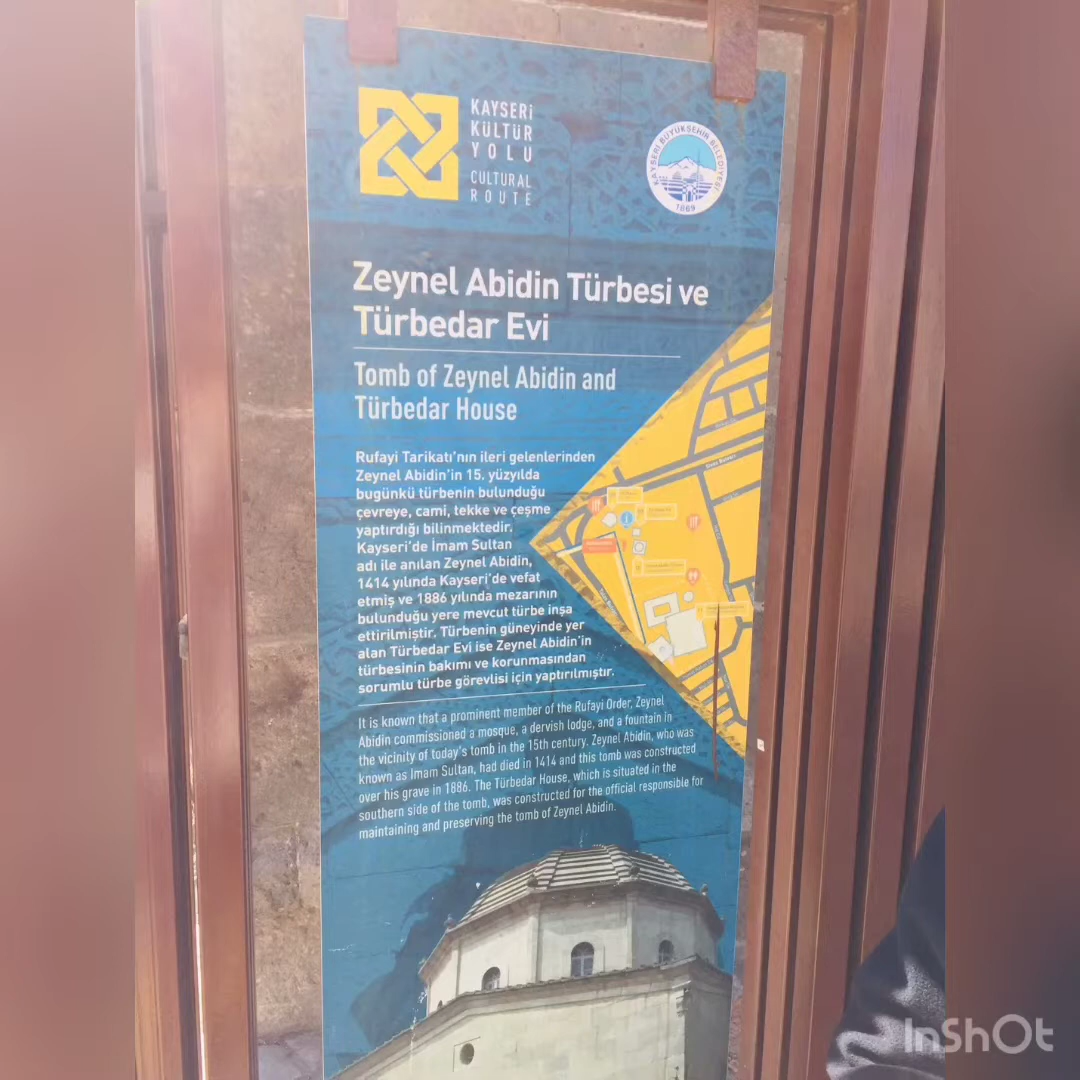 KAYSERİ
KÜLTÜR
YOLU
CULTURAL
ROUTE
KAYSERİ BÜYÜKŞEHİR BELEDİYESİ
1869
Zeynel Abidin Türbesi ve
Türbedar Evi
Tomb of Zeynel Abidin and
Türbedar House
Rufayi Tarikatı'nın ileri gelenlerinden
Zeynel Abidin'in 15. yüzyılda
bugünkü türbenin bulunduğu
çevreye, cami, tekke ve çeşme
yaptırdığı bilinmektedir.
Kayseri'de İmam Sultan
adı ile anılan Zeynel Abidin,
1414 yılında Kayseri'de vefat
etmiş ve 1886 yılında mezarının
bulunduğu yere mevcut türbe inşa
ettirilmiştir. Türbenin güneyinde yer
alan Türbedar Evi ise Zeynel Abidin'in
türbesinin bakımı ve korunmasından
sorumlu türbe görevlisi için yaptırılmıştır.
It is known that a prominent member of the Rufayi Order, Zeynel
Abidin commissioned a mosque, a dervish lodge, and a fountain in
the vicinity of today's tomb in the 15th century. Zeynel Abidin, who was
known as Imam Sultan, had died in 1414 and this tomb was constructed
over his grave in 1886. The Türbedar House, which is situated in the
southern side of the tomb, was constructed for the official responsible for
maintaining and preserving the tomb of Zeynel Abidin.
InShOt